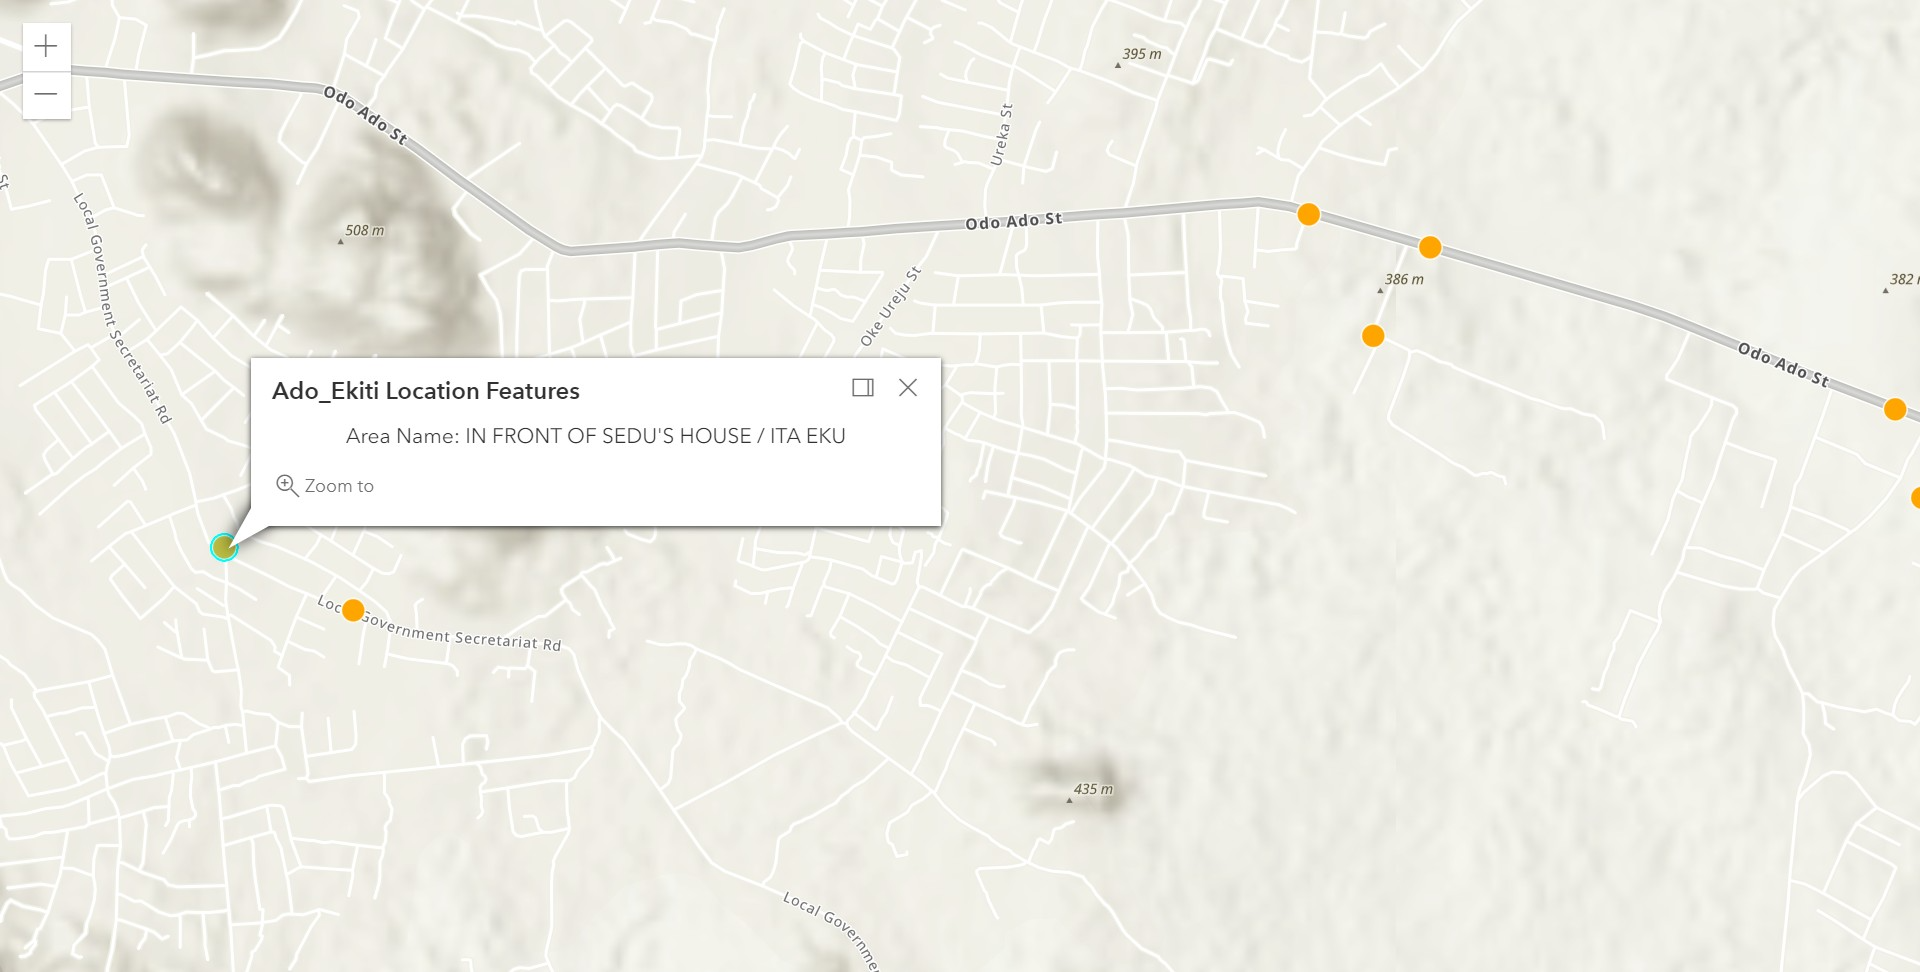 395 m
Odo Ado St
Ureka St
St
Local Government Secretariat Rd
508 m
Odo Ado St
Oke Ureju St
386 m
382
Odo Ado St
Ado_Ekiti Location Features
Area Name: IN FRONT OF SEDU'S HOUSE / ITA EKU
Zoom to
Loc Government Secretariat Rd
435 m
Local Governme